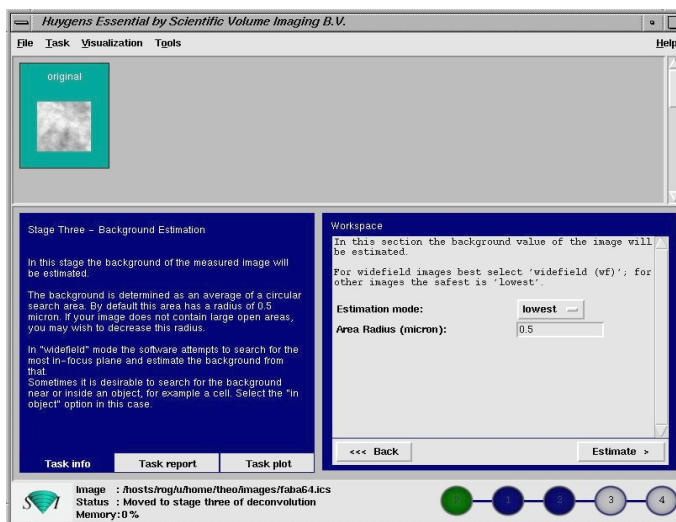 Huygens Essential by Scientific Volume Imaging B.V.
File Task Visualization Tools Help
original
Stage Three – Background Estimation
In this stage the background of the measured image will
be estimated.
The background is determined as an average of a circular
search area. By default this area has a radius of 0.5
micron. If your image does not contain large open areas,
you may wish to decrease this radius.
In "widefield" mode the software attempts to search for the
most in-focus plane and estimate the background from
that.
Sometimes it is desirable to search for the background
near or inside an object, for example a cell. Select the "in
object" option in this case.
Task info Task report Task plot
Workspace
In this section the background value of the image will
be estimated.
For widefield images best select 'widefield (wf)'; for
other images the safest is 'lowest'.
Estimation mode: lowest
Area Radius (micron): 0.5
<<< Back Estimate >
SVI
Image : /hosts/rog/u/home/theo/images/faba64.ics
Status : Moved to stage three of deconvolution
Memory:0 %
1 2 3 4